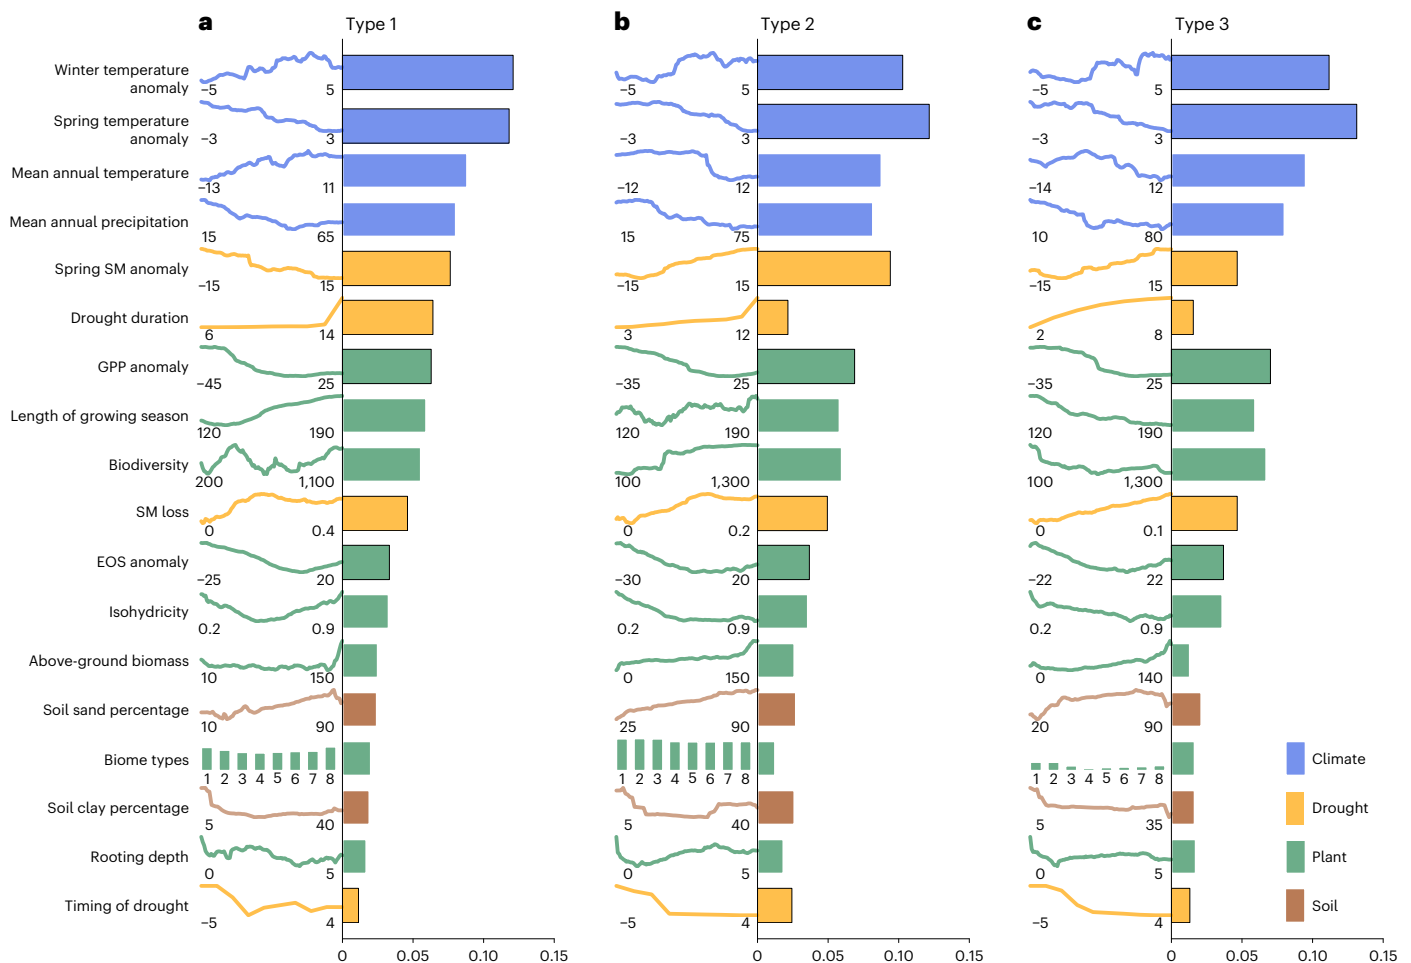 a Type 1 b Type 2 c Type 3
Winter temperature
anomaly −5 5 −5 5 −5 5
Spring temperature
anomaly −3 3 −3 3 −3 3
Mean annual temperature
−13 11 −12 12 −14 12
Mean annual precipitation
15 65 15 75 10 80
Spring SM anomaly
−15 15 −15 15 −15 15
Drought duration
6 14 3 12 2 8
GPP anomaly
−45 25 −35 25 −35 25
Length of growing season
120 190 120 190 120 190
Biodiversity
200 1,100 100 1,300 100 1,300
SM loss
0 0.4 0 0.2 0 0.1
EOS anomaly
−25 20 −30 20 −22 22
Isohydricity
0.2 0.9 0.2 0.9 0.2 0.9
Above-ground biomass
10 150 0 150 0 140
Soil sand percentage
10 90 25 90 20 90
Biome types Climate
1 2 3 4 5 6 7 8 1 2 3 4 5 6 7 8 1 2 3 4 5 6 7 8
Soil clay percentage Drought
5 40 5 40 5 35
Rooting depth Plant
0 5 0 5 0 5
Timing of drought Soil
−5 4 −5 4 −5 4
0 0.05 0.10 0.15 0 0.05 0.10 0.15 0 0.05 0.10 0.15